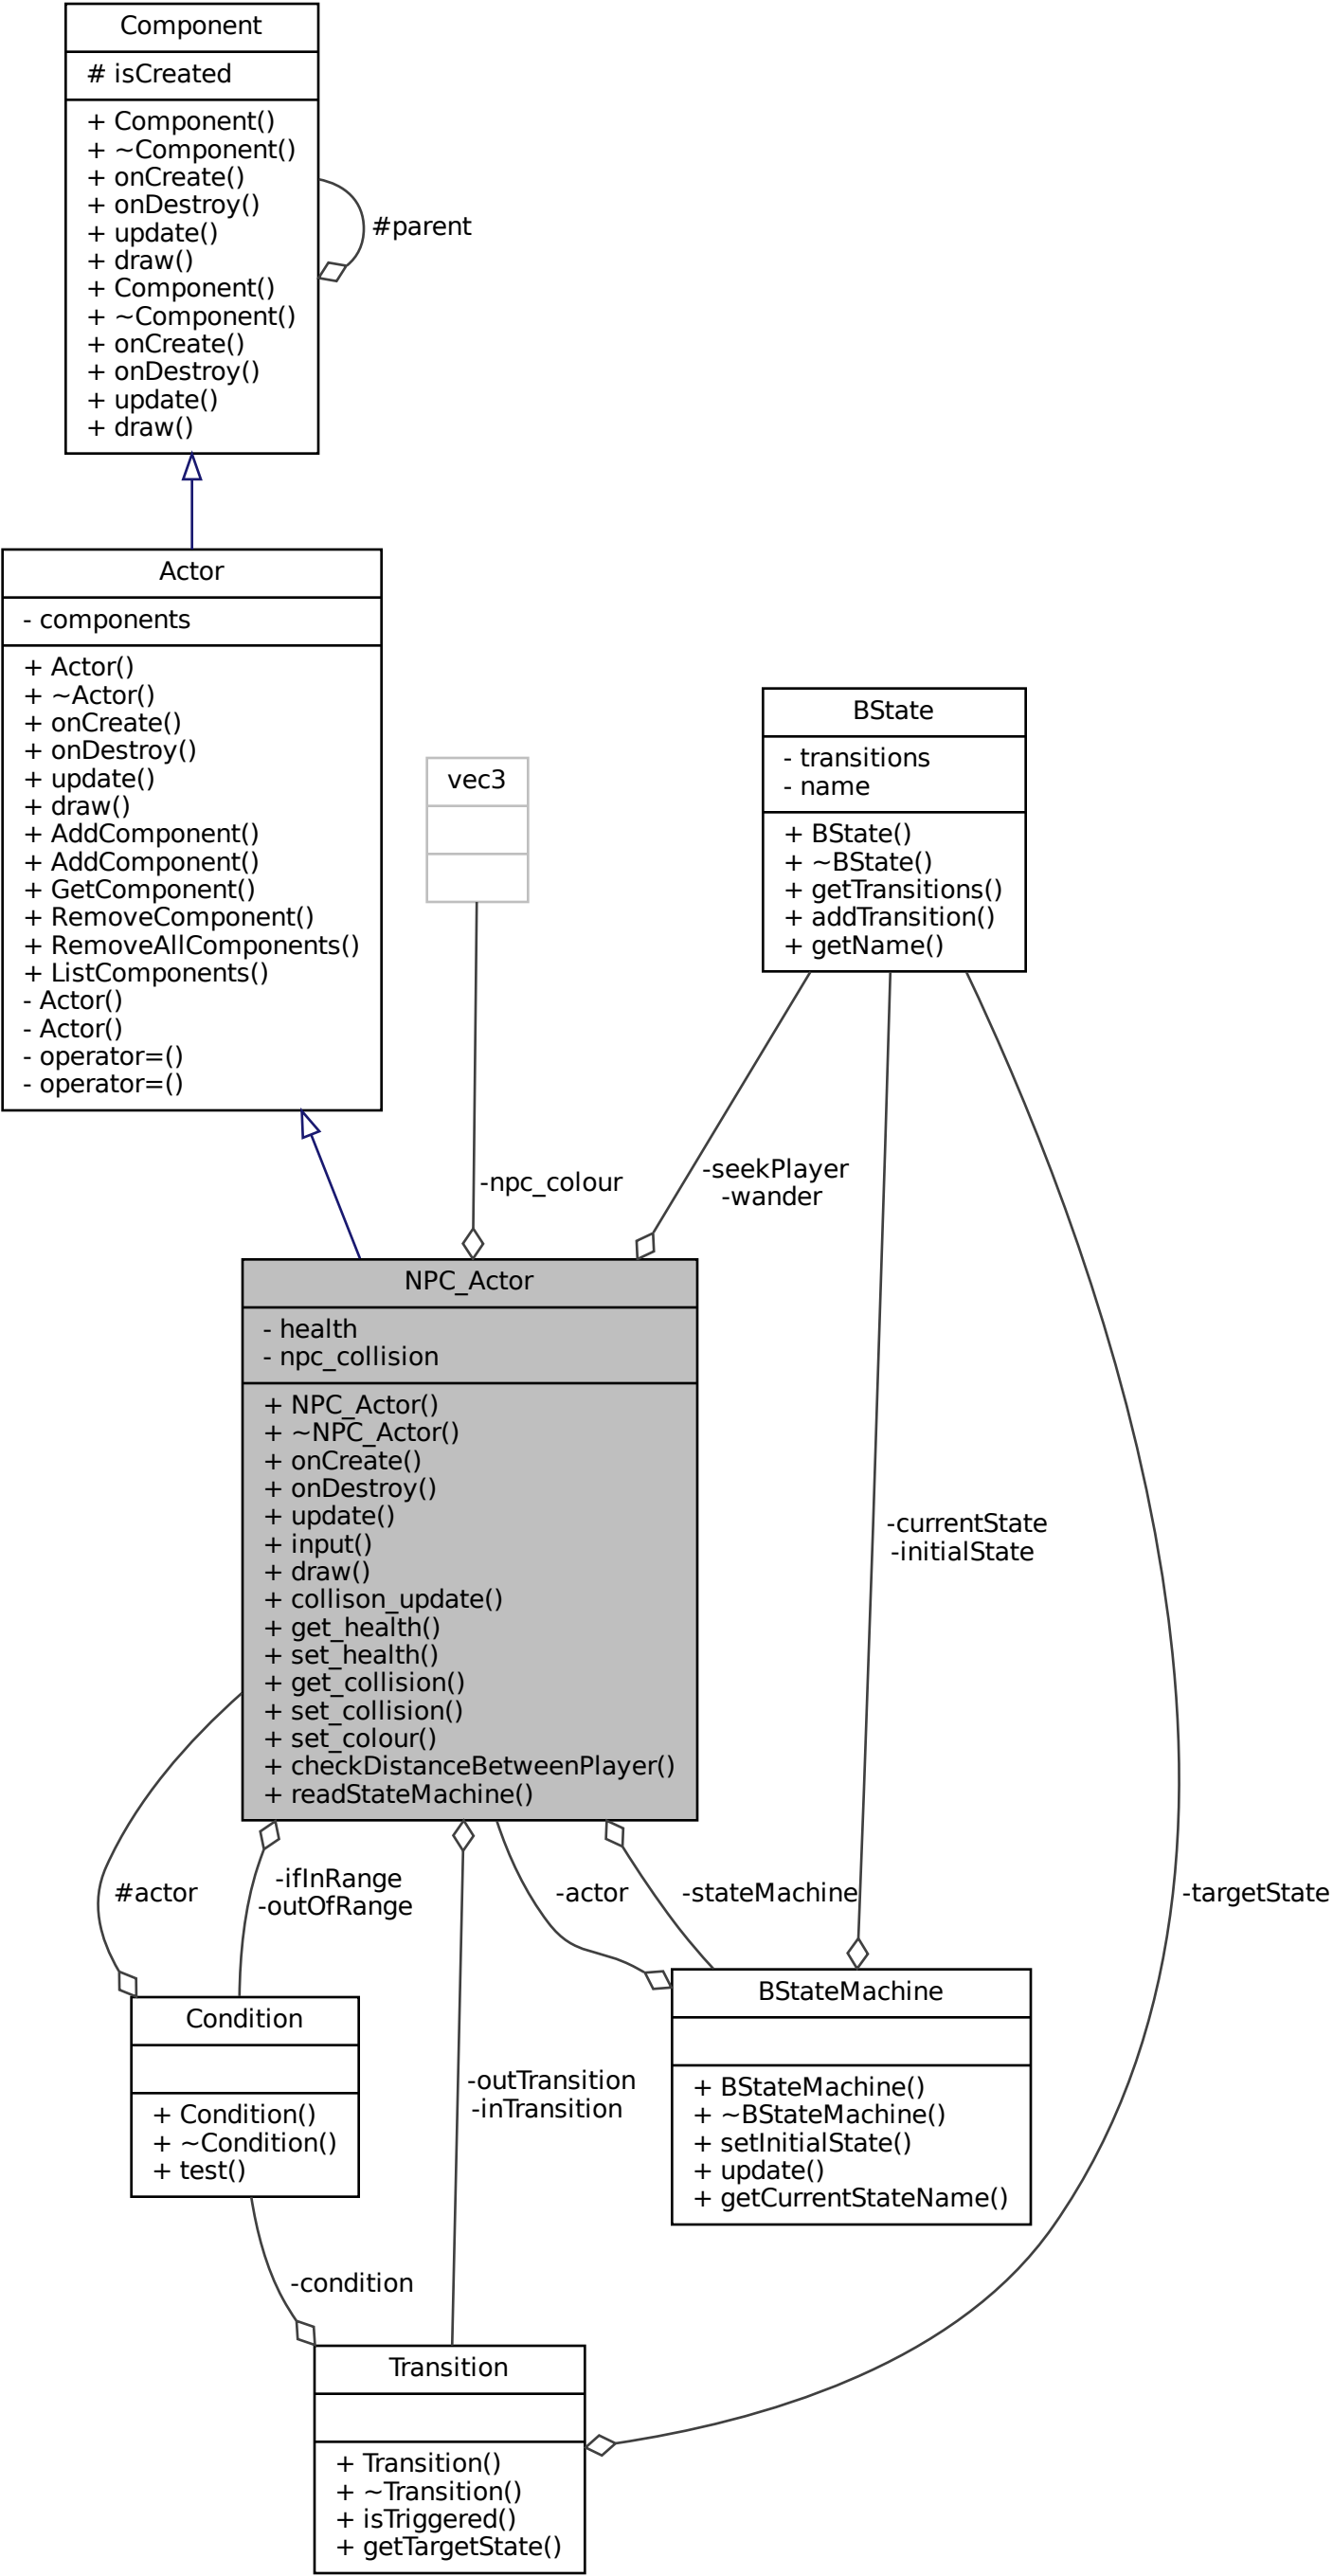 Component
# isCreated
+ Component()
+ ~Component()
+ onCreate()
+ onDestroy()
+ update()
+ draw()
+ Component()
+ ~Component()
+ onCreate()
+ onDestroy()
+ update()
+ draw()
#parent
Actor
- components
+ Actor()
+ ~Actor()
+ onCreate()
+ onDestroy()
+ update()
+ draw()
+ AddComponent()
+ AddComponent()
+ GetComponent()
+ RemoveComponent()
+ RemoveAllComponents()
+ ListComponents()
- Actor()
- Actor()
- operator=()
- operator=()
vec3
BState
- transitions
- name
+ BState()
+ ~BState()
+ getTransitions()
+ addTransition()
+ getName()
-npc_colour
-seekPlayer
-wander
NPC_Actor
- health
- npc_collision
+ NPC_Actor()
+ ~NPC_Actor()
+ onCreate()
+ onDestroy()
+ update()
+ input()
+ draw()
+ collison_update()
+ get_health()
+ set_health()
+ get_collision()
+ set_collision()
+ set_colour()
+ checkDistanceBetweenPlayer()
+ readStateMachine()
-currentState
-initialState
#actor
-ifInRange
-outOfRange
-actor
-stateMachine
-targetState
Condition
+ Condition()
+ ~Condition()
+ test()
-outTransition
-inTransition
BStateMachine
+ BStateMachine()
+ ~BStateMachine()
+ setInitialState()
+ update()
+ getCurrentStateName()
-condition
Transition
+ Transition()
+ ~Transition()
+ isTriggered()
+ getTargetState()